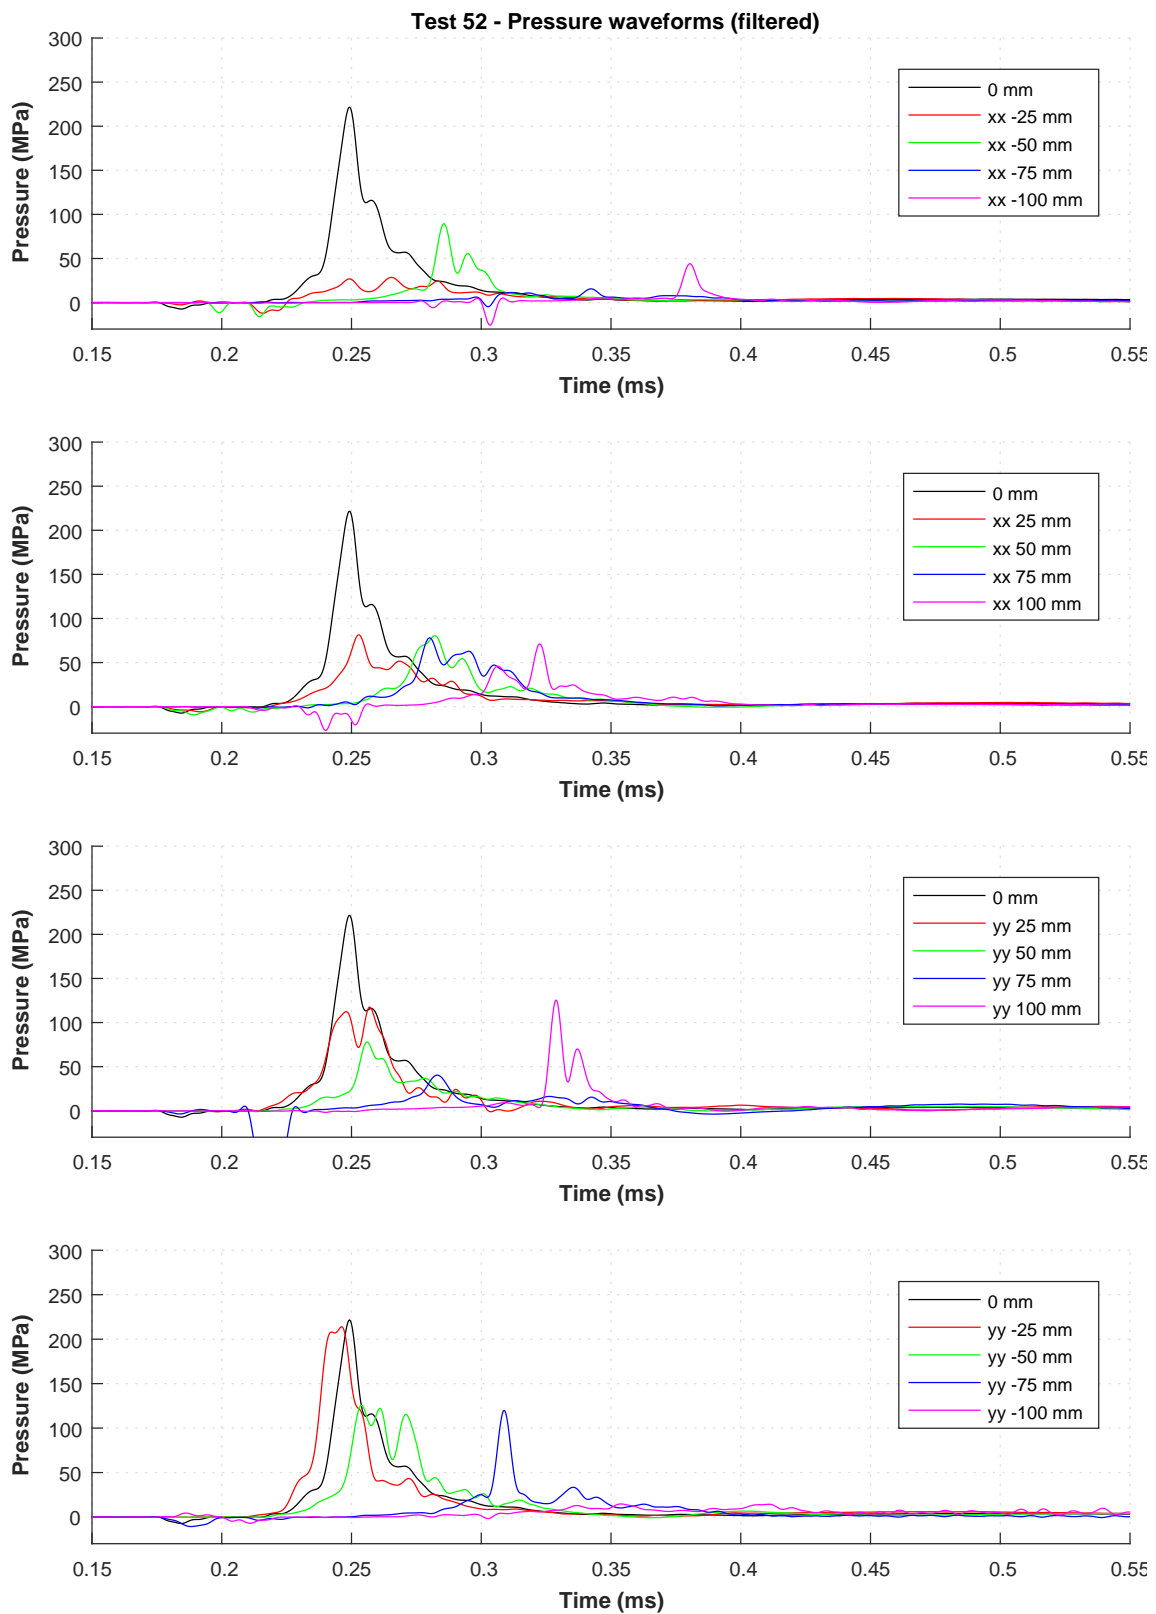 Test 52 - Pressure waveforms (filtered)
300
250
200
150
100
50
0
Pressure (MPa)
0 mm
xx -25 mm
xx -50 mm
xx -75 mm
xx -100 mm
0.15 0.2 0.25 0.3 0.35 0.4 0.45 0.5 0.55
Time (ms)
300
250
200
150
100
50
0
Pressure (MPa)
0 mm
xx 25 mm
xx 50 mm
xx 75 mm
xx 100 mm
0.15 0.2 0.25 0.3 0.35 0.4 0.45 0.5 0.55
Time (ms)
300
250
200
150
100
50
0
Pressure (MPa)
0 mm
yy 25 mm
yy 50 mm
yy 75 mm
yy 100 mm
0.15 0.2 0.25 0.3 0.35 0.4 0.45 0.5 0.55
Time (ms)
300
250
200
150
100
50
0
Pressure (MPa)
0 mm
yy -25 mm
yy -50 mm
yy -75 mm
yy -100 mm
0.15 0.2 0.25 0.3 0.35 0.4 0.45 0.5 0.55
Time (ms)